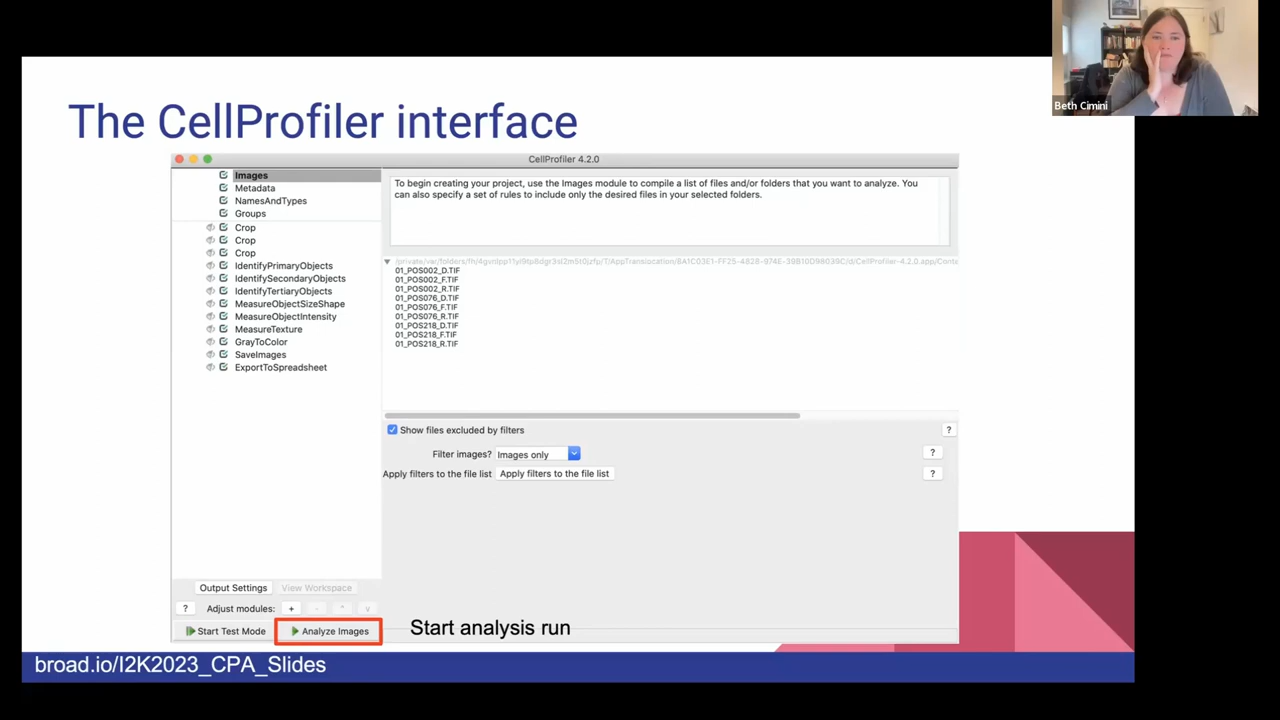 Beth Cimini
The CellProfiler interface
CellProfiler 4.2.0
Images
Metadata
NamesAndTypes
Groups
Crop
Crop
Crop
IdentifyPrimaryObjects
IdentifySecondaryObjects
IdentifyTertiaryObjects
MeasureObjectSizeShape
MeasureObjectIntensity
MeasureTexture
GrayToColor
SaveImages
ExportToSpreadsheet
To begin creating your project, use the Images module to compile a list of files and/or folders that you want to analyze. You
can also specify a set of rules to include only the desired files in your selected folders.
01_POS002_D.TIF
01_POS002_F.TIF
01_POS002_R.TIF
01_POS076_D.TIF
01_POS076_F.TIF
01_POS076_R.TIF
01_POS218_D.TIF
01_POS218_F.TIF
01_POS218_R.TIF
Show files excluded by filters ?
Filter images? Images only ?
Apply filters to the file list Apply filters to the file list ?
Output Settings View Workspace
? Adjust modules: + - ^ v
Start Test Mode Analyze Images Start analysis run
broad.io/I2K2023_CPA_Slides